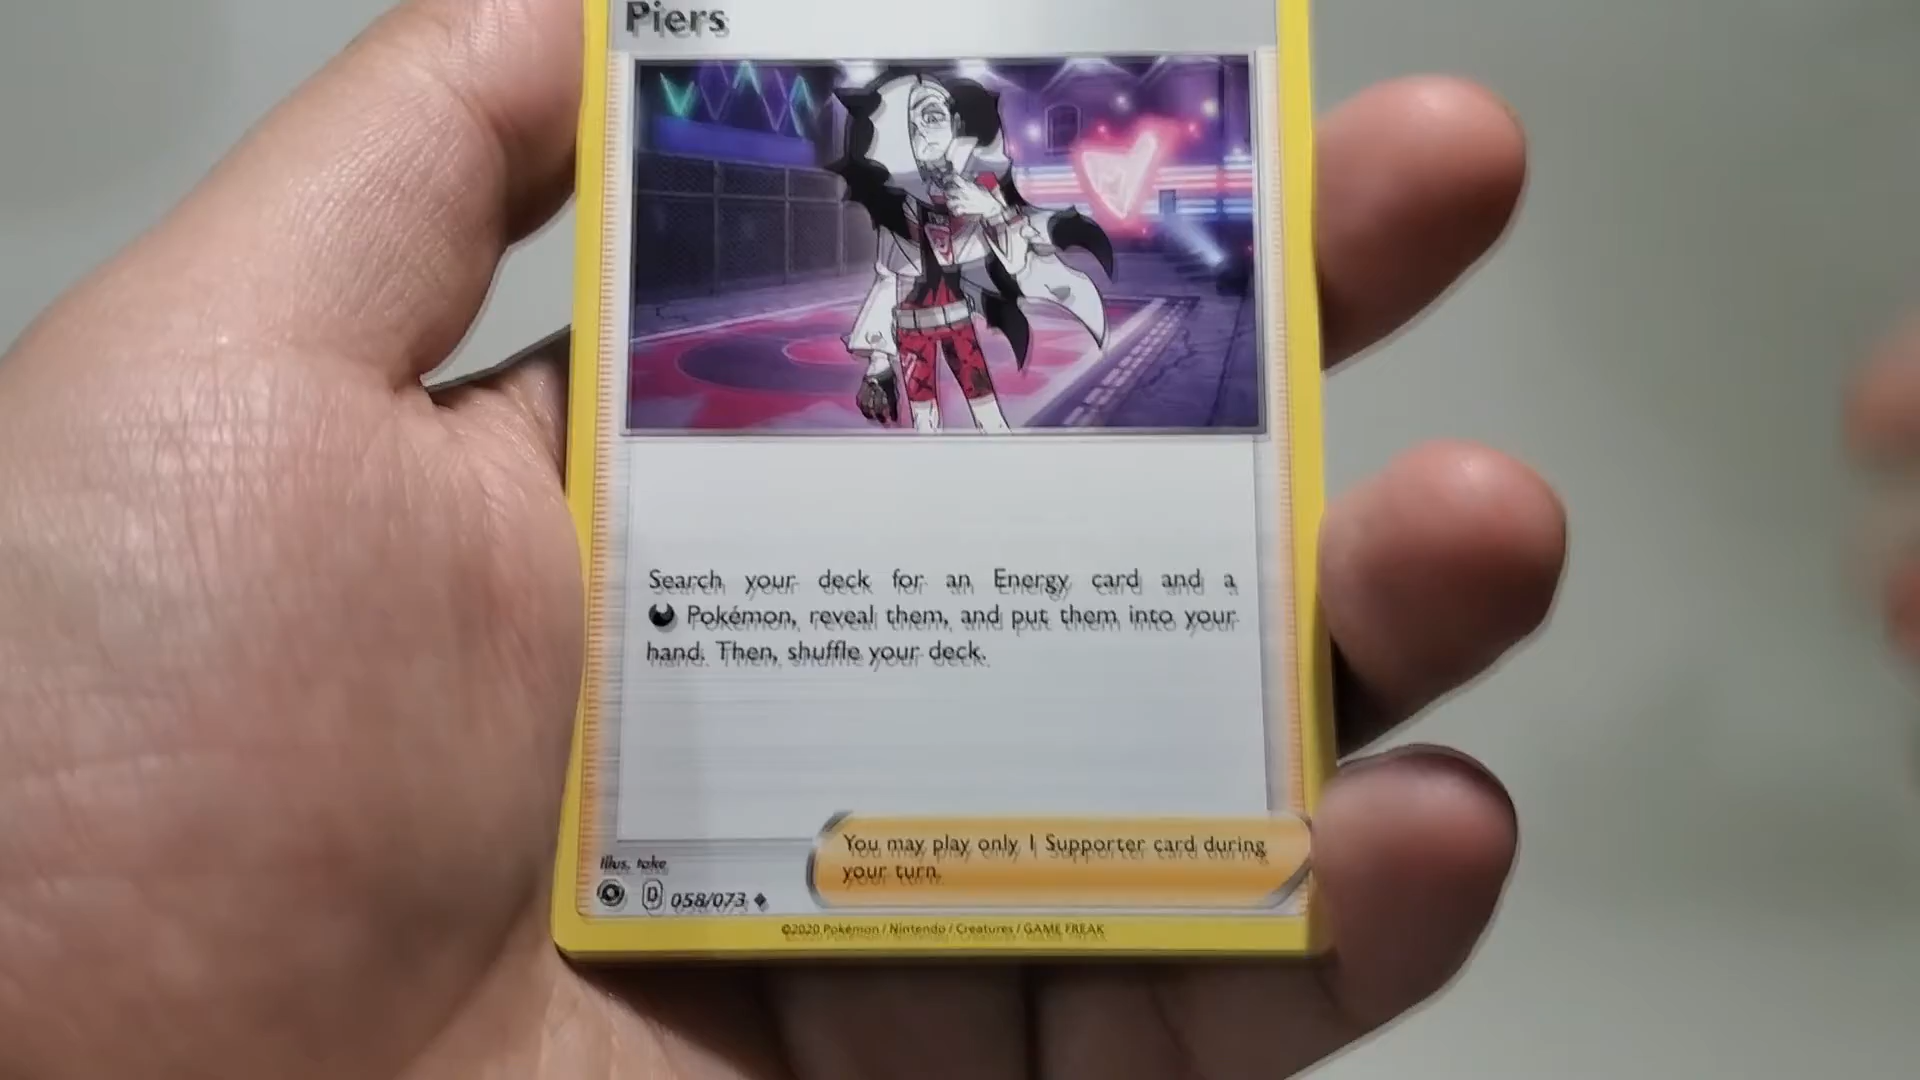 Piers
Search your deck for an Energy card and a
Pokémon, reveal them, and put them into your
hand. Then, shuffle your deck.
You may play only 1 Supporter card during
your turn.
Illus. take
D 058/073
©2020 Pokémon / Nintendo / Creatures / GAME FREAK